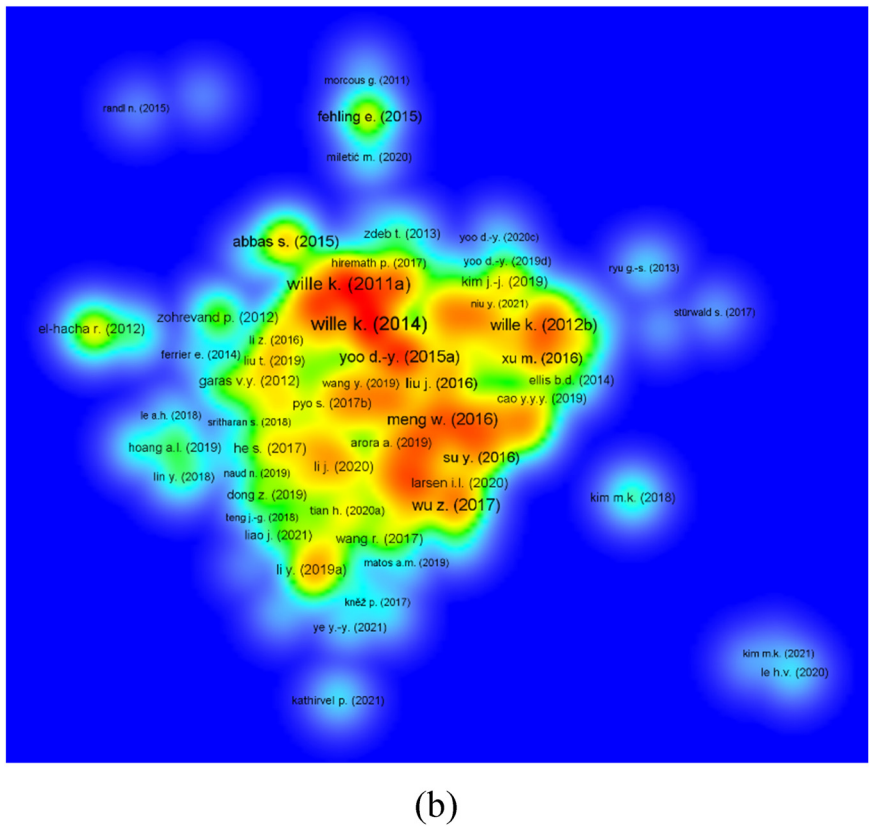 morcous g. (2011)
randl n. (2015)
fehling e. (2015)
miletić m. (2020)
zdeb t. (2013)
abbas s. (2015)
yoo d.-y. (2020c)
hiremath p. (2017)
yoo d.-y. (2019d)
ryu g.-s. (2013)
wille k. (2011a)
kim j.-j. (2019)
niu y. (2021)
stürwald s. (2017)
zohrevand p. (2012)
wille k. (2014)
wille k. (2012b)
el-hacha r. (2012)
li z. (2016)
ferrier e. (2014)
liu t. (2019)
yoo d.-y. (2015a)
xu m. (2016)
garas v.y. (2012)
wang y. (2019)
liu j. (2016)
ellis b.d. (2014)
pyo s. (2017b)
cao y.y.y. (2019)
le a.h. (2018)
sritharan s. (2018)
meng w. (2016)
hoang a.l. (2019)
he s. (2017)
arora a. (2019)
su y. (2016)
li j. (2020)
lin y. (2018)
naud n. (2019)
larsen i.l. (2020)
dong z. (2019)
kim m.k. (2018)
wu z. (2017)
tian h. (2020a)
teng j.-g. (2018)
liao j. (2021)
wang r. (2017)
li y. (2019a)
matos a.m. (2019)
kněž p. (2017)
ye y.-y. (2021)
kim m.k. (2021)
le h.v. (2020)
kathirvel p. (2021)
(b)